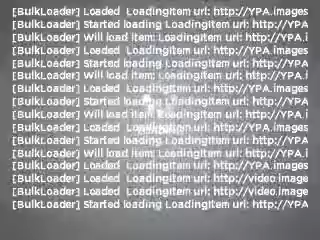 [BulkLoader] Loaded LoadingItem url: http://YPA.images
[BulkLoader] Started loading LoadingItem url: http://YPA
[BulkLoader] Will load item: LoadingItem url: http://YPA.i
[BulkLoader] Loaded LoadingItem url: http://YPA.images
[BulkLoader] Started loading LoadingItem url: http://YPA
[BulkLoader] Will load item: LoadingItem url: http://YPA.i
[BulkLoader] Loaded LoadingItem url: http://YPA.images
[BulkLoader] Started loading LoadingItem url: http://YPA
[BulkLoader] Will load item: LoadingItem url: http://YPA.i
[BulkLoader] Loaded LoadingItem url: http://YPA.images
[BulkLoader] Started loading LoadingItem url: http://YPA
[BulkLoader] Will load item: LoadingItem url: http://YPA.i
[BulkLoader] Loaded LoadingItem url: http://YPA.images
[BulkLoader] Loaded LoadingItem url: http://video.image
[BulkLoader] Loaded LoadingItem url: http://video.image
[BulkLoader] Started loading LoadingItem url: http://YPA